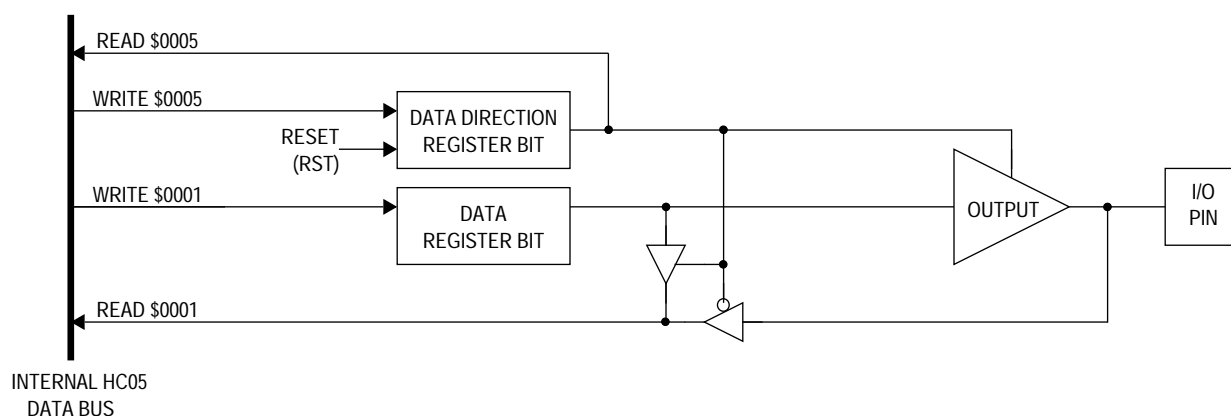 READ $0005
WRITE $0005
DATA DIRECTION
REGISTER BIT
RESET
(RST)
WRITE $0001
DATA
REGISTER BIT
OUTPUT
I/O
PIN
READ $0001
INTERNAL HC05
DATA BUS